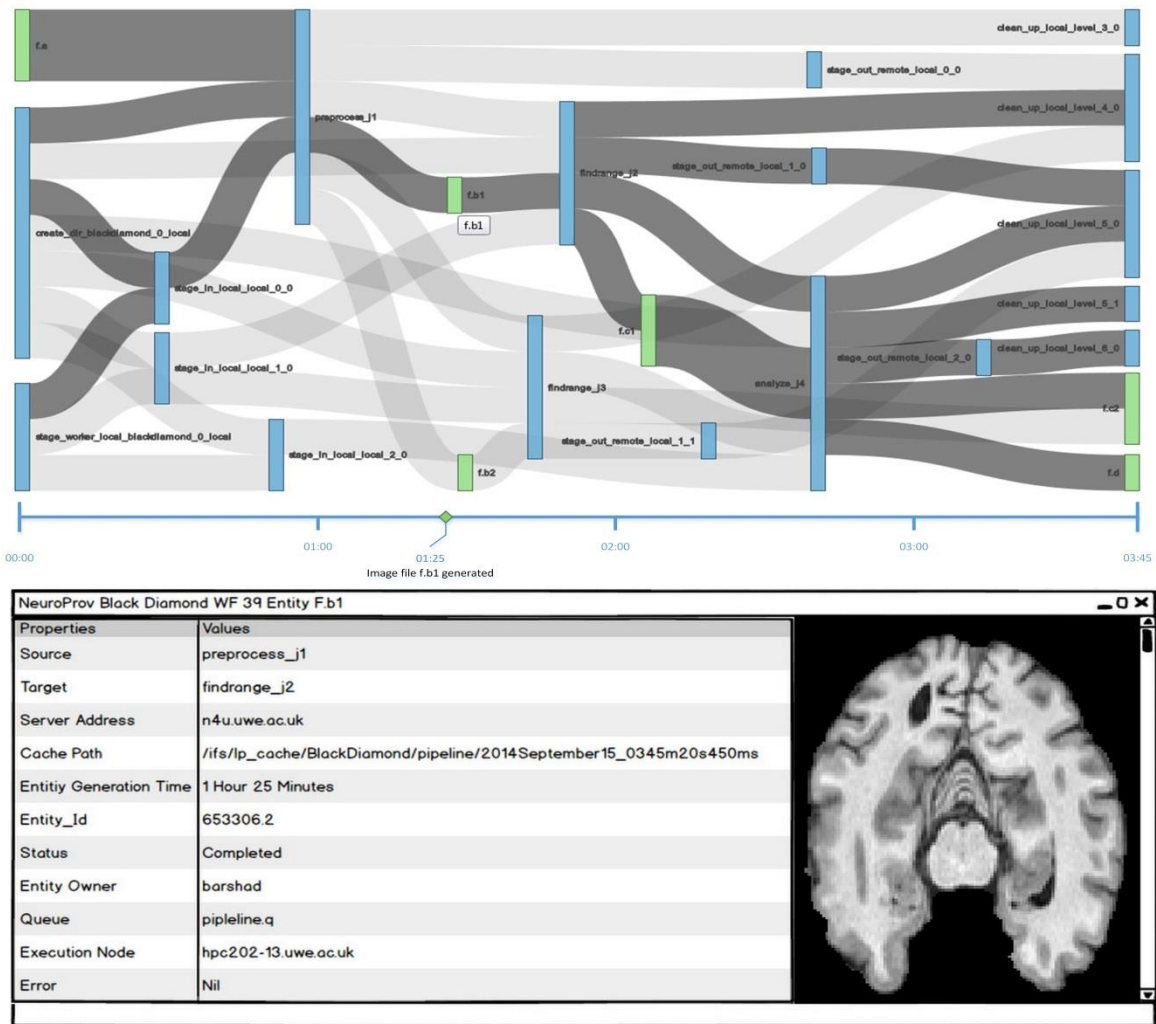 clean_up_local_level_3_0
f.a
stage_out_remote_local_0_0
clean_up_local_level_4_0
preprocess_j1
stage_out_remote_local_1_0
findrange_j2
f.b1
f.b1
clean_up_local_level_5_0
create_dir_blackdiamond_0_local
stage_in_local_local_0_0
clean_up_local_level_5_1
f.c1
clean_up_local_level_6_0
stage_out_remote_local_2_0
stage_in_local_local_1_0
analyze_j4
findrange_j3
f.c2
stage_worker_local_blackdiamond_0_local
stage_out_remote_local_1_1
stage_in_local_local_2_0
f.b2
f.d
00:00
01:00
01:25
02:00
03:00
03:45
Image file f.b1 generated
NeuroProv Black Diamond WF 39 Entity F.b1
Properties Values
Source preprocess_j1
Target findrange_j2
Server Address n4u.uwe.ac.uk
Cache Path /ifs/lp_cache/BlackDiamond/pipeline/2014September15_0345m20s450ms
Entitiy Generation Time 1 Hour 25 Minutes
Entity_Id 653306.2
Status Completed
Entity Owner barshad
Queue pipleline.q
Execution Node hpc202-13.uwe.ac.uk
Error Nil